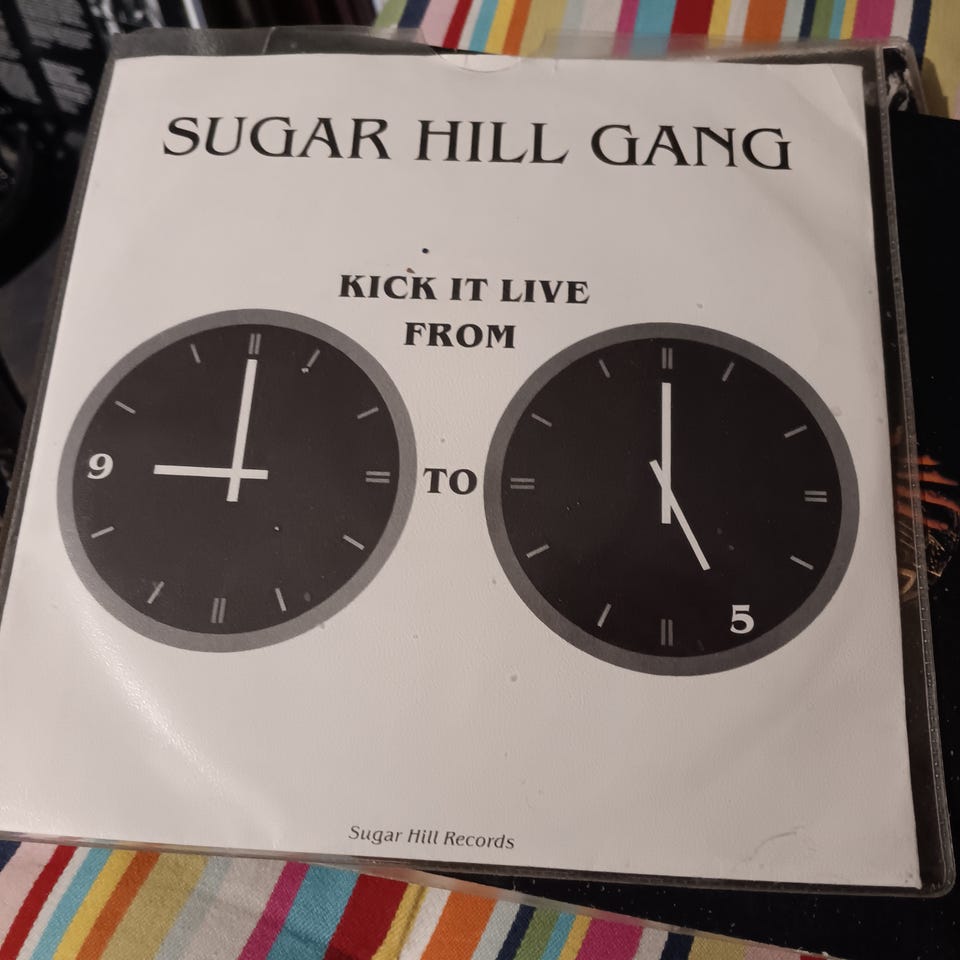 SUGAR HILL GANG
KICK IT LIVE
FROM
9
TO
5
Sugar Hill Records